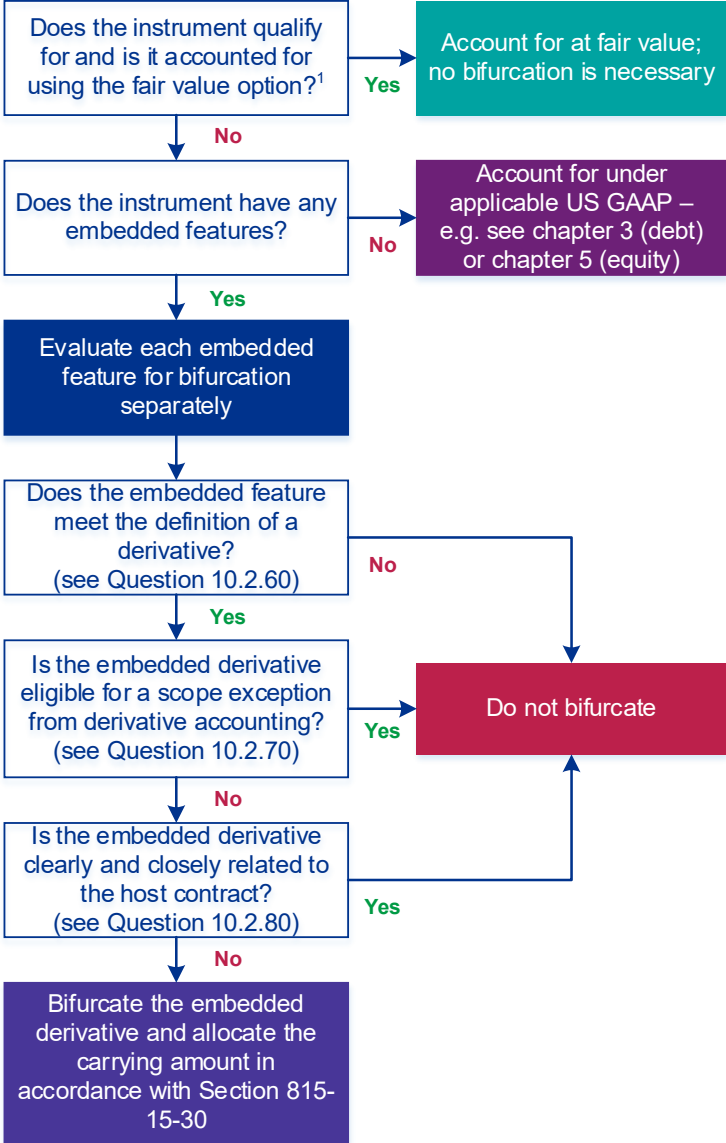 Does the instrument qualify
for and is it accounted for
using the fair value option?¹
Yes
Account for at fair value;
no bifurcation is necessary
No
Does the instrument have any
embedded features?
No
Account for under
applicable US GAAP –
e.g. see chapter 3 (debt)
or chapter 5 (equity)
Yes
Evaluate each embedded
feature for bifurcation
separately
Does the embedded feature
meet the definition of a
derivative?
(see Question 10.2.60)
No
Yes
Is the embedded derivative
eligible for a scope exception
from derivative accounting?
(see Question 10.2.70)
Yes
Do not bifurcate
No
Is the embedded derivative
clearly and closely related to
the host contract?
(see Question 10.2.80)
Yes
No
Bifurcate the embedded
derivative and allocate the
carrying amount in
accordance with Section 815-
15-30